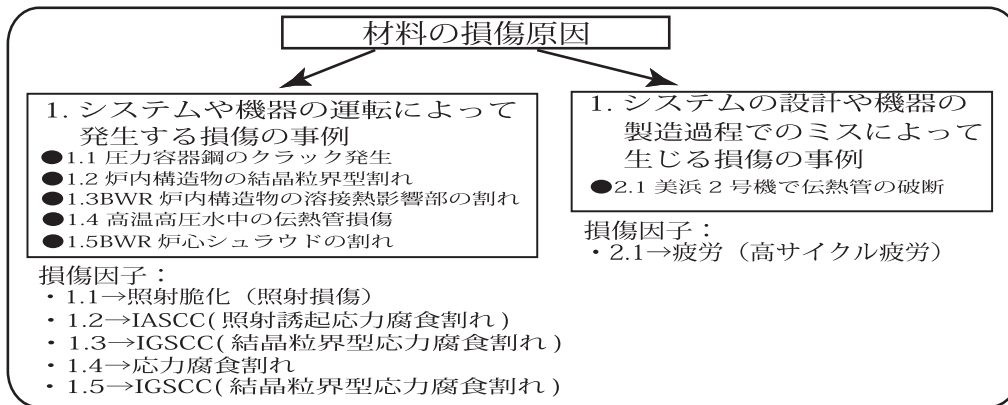 材料の損傷原因
1. システムや機器の運転によって
発生する損傷の事例
●1.1 圧力容器鋼のクラック発生
●1.2 炉内構造物の結晶粒界型割れ
●1.3BWR 炉内構造物の溶接熱影響部の割れ
●1.4 高温高圧水中の伝熱管損傷
●1.5BWR 炉心シュラウドの割れ
損傷因子：
・1.1→照射脆化（照射損傷）
・1.2→IASCC(照射誘起応力腐食割れ)
・1.3→IGSCC(結晶粒界型応力腐食割れ)
・1.4→応力腐食割れ
・1.5→IGSCC(結晶粒界型応力腐食割れ)
1. システムの設計や機器の
製造過程でのミスによって
生じる損傷の事例
●2.1 美浜 2 号機で伝熱管の破断
損傷因子：
・2.1→疲労（高サイクル疲労）